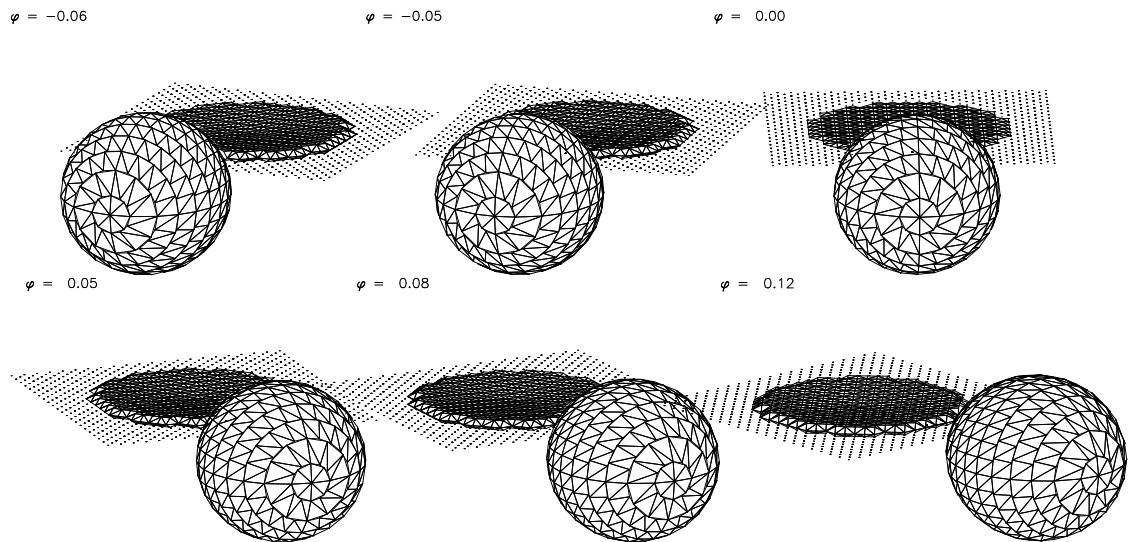 φ = −0.06 φ = −0.05 φ = 0.00
φ = 0.05 φ = 0.08 φ = 0.12